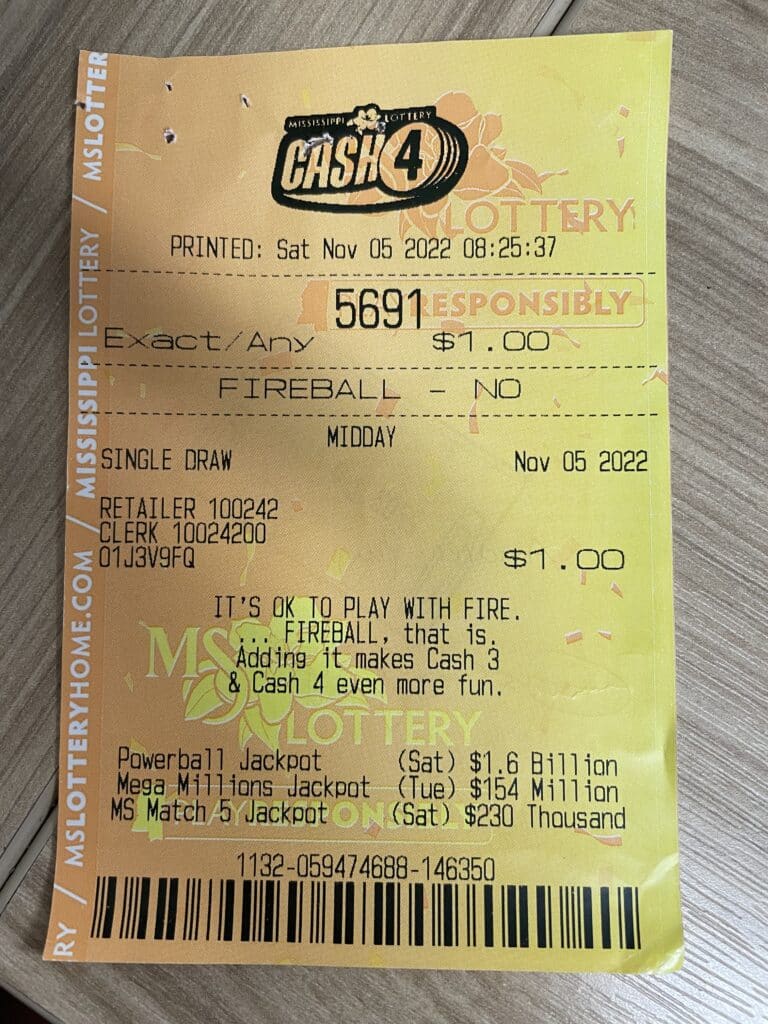 MISSISSIPPI LOTTERY
CASH 4
LOTTERY
PRINTED: Sat Nov 05 2022 08:25:37
RESPONSIBLY
5691
Exact/Any $1.00
FIREBALL - NO
MIDDAY
SINGLE DRAW Nov 05 2022
RETAILER 100242
CLERK 10024200
01J3V9FQ $1.00
IT'S OK TO PLAY WITH FIRE.
... FIREBALL, that is.
Adding it makes Cash 3
& Cash 4 even more fun.
MS
LOTTERY
Powerball Jackpot (Sat) $1.6 Billion
Mega Millions Jackpot (Tue) $154 Million
MS Match 5 Jackpot (Sat) $230 Thousand
PLAY RESPONSIBLY
1132-059474688-146350
RY / MSLOTTERYHOME.COM / MISSISSIPPI LOTTERY / MSLOTTER